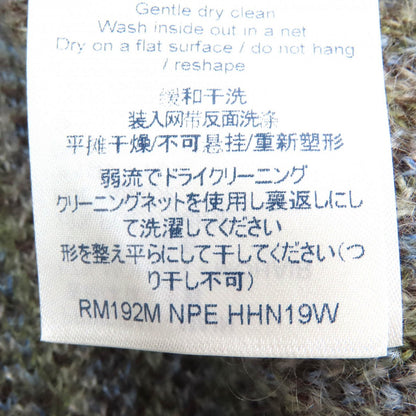 Gentle dry clean
Wash inside out in a net
Dry on a flat surface / do not hang
/ reshape
缓和干洗
装入网带反面洗涤
平摊干燥/不可悬挂/重新塑形
弱流でドライクリーニング
クリーニングネットを使用し裏返しにし
て洗濯してください
形を整え平らにして干してください(つ
り干し不可)
RM192M NPE HHN19W